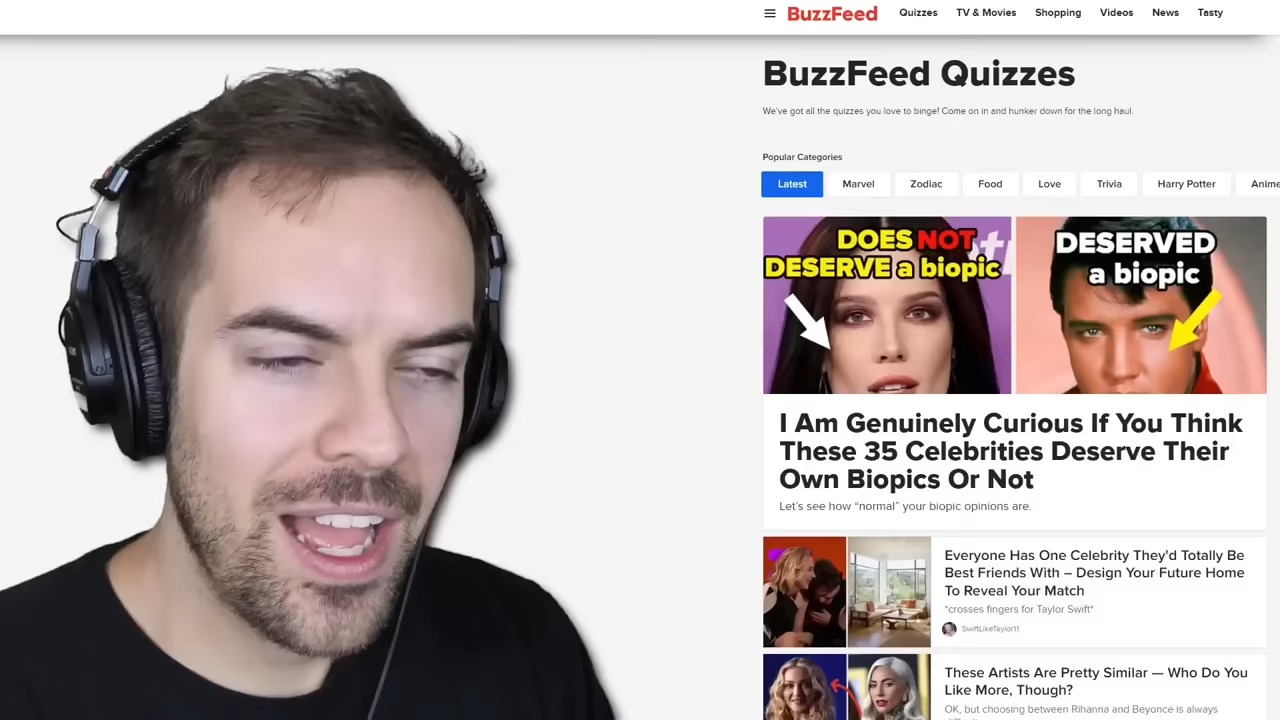 BuzzFeed
Quizzes
TV & Movies
Shopping
Videos
News
Tasty
BuzzFeed Quizzes
We've got all the quizzes you love to binge! Come on in and hunker down for the long haul.
Popular Categories
Latest
Marvel
Zodiac
Food
Love
Trivia
Harry Potter
Anime
DOES NOT
DESERVE a biopic
DESERVED
a biopic
I Am Genuinely Curious If You Think
These 35 Celebrities Deserve Their
Own Biopics Or Not
Let's see how “normal” your biopic opinions are.
Everyone Has One Celebrity They'd Totally Be
Best Friends With – Design Your Future Home
To Reveal Your Match
*crosses fingers for Taylor Swift*
SwiftLikeTaylor11
These Artists Are Pretty Similar — Who Do You
Like More, Though?
OK, but choosing between Rihanna and Beyoncé is always